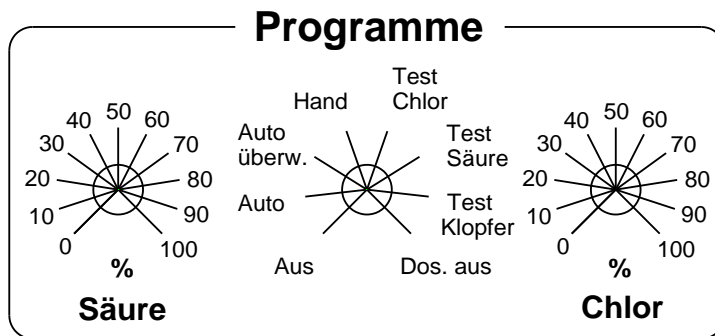 Programme
50
40
60
30
70
20
80
10
90
0
100
%
Säure
Test
Chlor
Hand
Auto
überw.
Test
Säure
Auto
Test
Klopfer
Aus
Dos. aus
50
40
60
30
70
20
80
10
90
0
100
%
Chlor